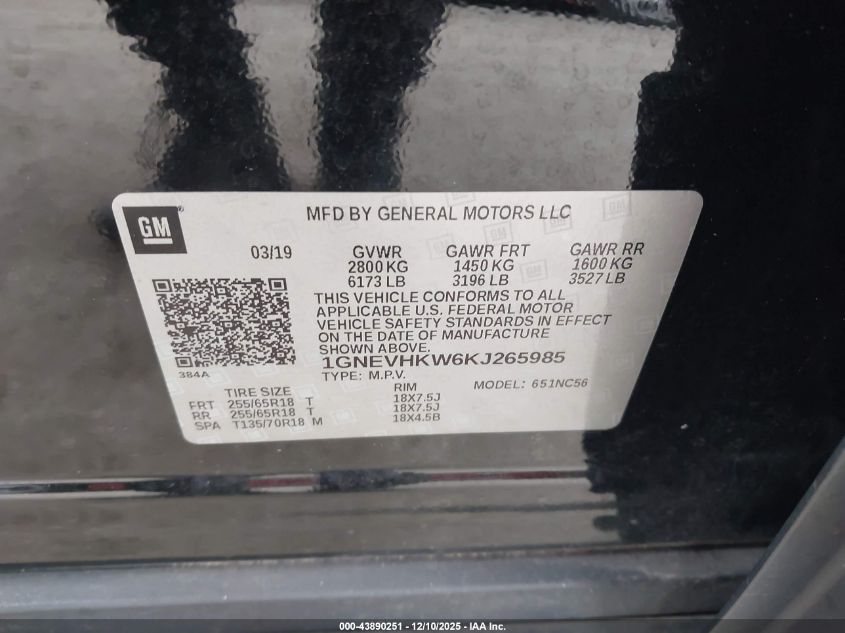 GM
MFD BY GENERAL MOTORS LLC
03/19 GVWR GAWR FRT GAWR RR
2800 KG 1450 KG 1600 KG
6173 LB 3196 LB 3527 LB
THIS VEHICLE CONFORMS TO ALL
APPLICABLE U.S. FEDERAL MOTOR
VEHICLE SAFETY STANDARDS IN EFFECT
ON THE DATE OF MANUFACTURE
SHOWN ABOVE.
1GNEVHKW6KJ265985
384A TYPE: M.P.V.
TIRE SIZE RIM MODEL: 651NC56
FRT 255/65R18 T 18X7.5J
RR 255/65R18 T 18X7.5J
SPA T135/70R18 M 18X4.5B
000-43890251 - 12/10/2025 - IAA Inc.